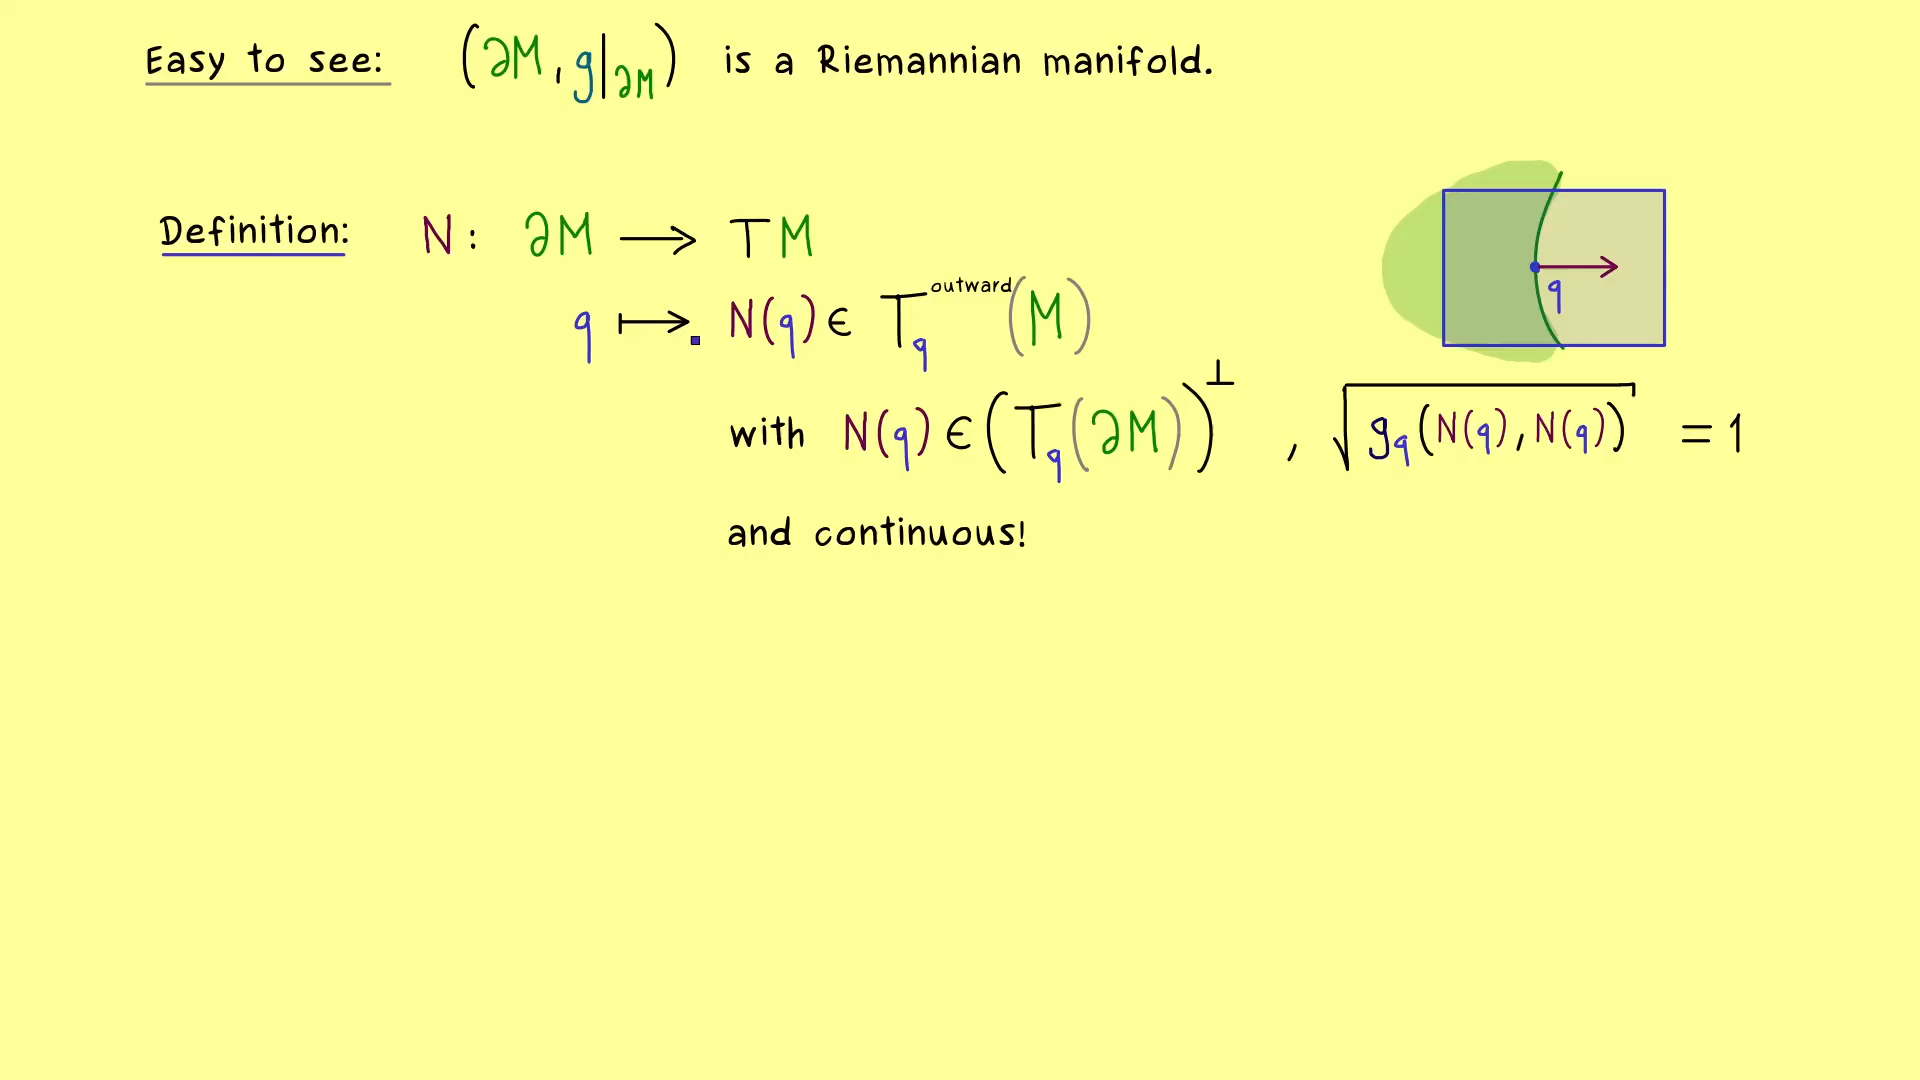 Easy to see: (∂M, g|∂M) is a Riemannian manifold.
Definition: N: ∂M ⟶ TM
q ⟼ N(q) ∈ T_q^outward (M)
q
with N(q) ∈ (T_q(∂M))^⊥ , √(g_q(N(q), N(q))) = 1
and continuous!